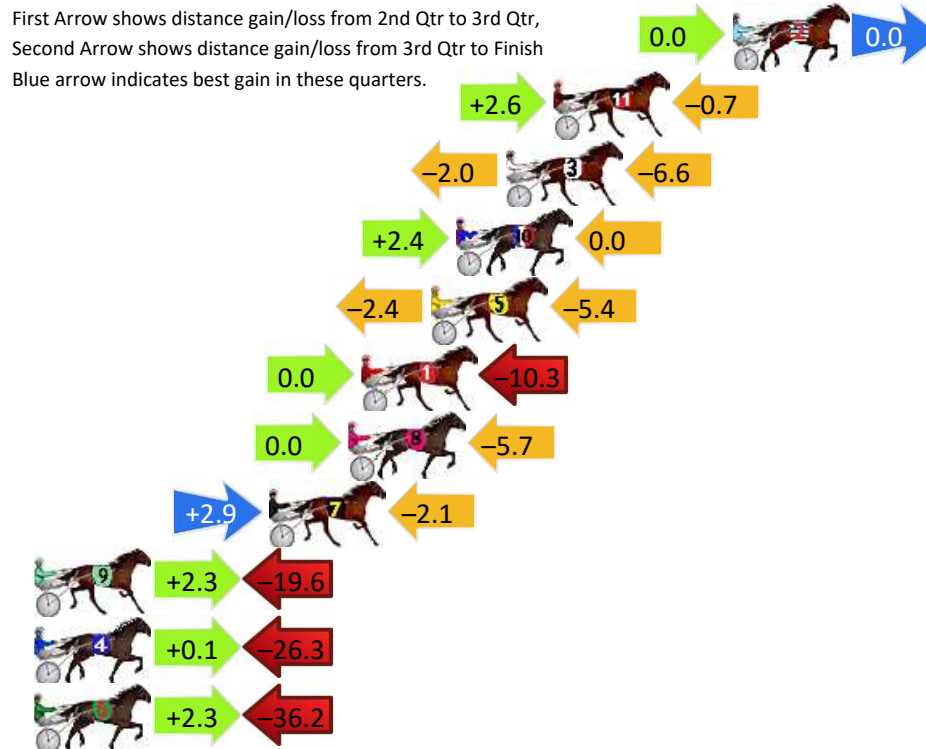 First Arrow shows distance gain/loss from 2nd Qtr to 3rd Qtr,
Second Arrow shows distance gain/loss from 3rd Qtr to Finish
Blue arrow indicates best gain in these quarters.
0.0 2 0.0
+2.6 11 –0.7
–2.0 3 –6.6
+2.4 10 0.0
–2.4 5 –5.4
0.0 1 –10.3
0.0 8 –5.7
+2.9 7 –2.1
9 +2.3 –19.6
4 +0.1 –26.3
6 +2.3 –36.2